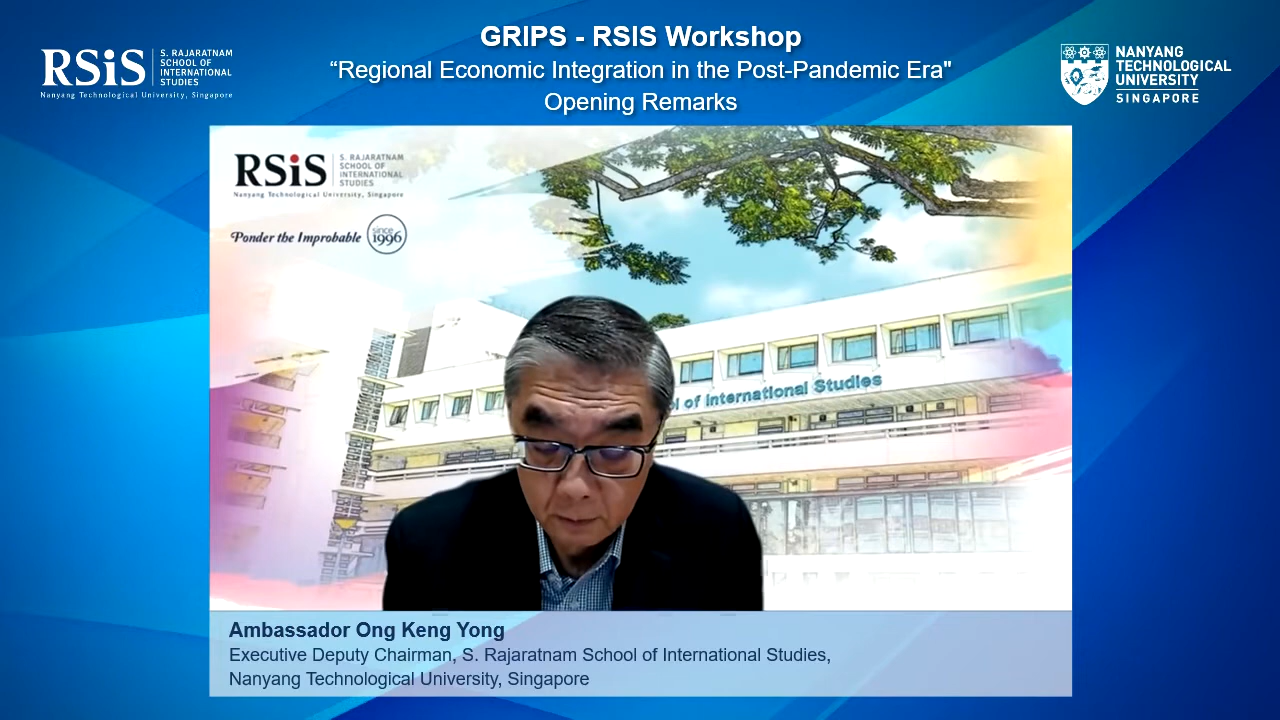 RSiS
S. RAJARATNAM
SCHOOL OF
INTERNATIONAL
STUDIES
Nanyang Technological University, Singapore
GRIPS - RSIS Workshop
“Regional Economic Integration in the Post-Pandemic Era"
Opening Remarks
NANYANG
TECHNOLOGICAL
UNIVERSITY
SINGAPORE
RSiS
S. RAJARATNAM
SCHOOL OF
INTERNATIONAL
STUDIES
Nanyang Technological University, Singapore
Ponder the Improbable
since
1996
of International Studies
Ambassador Ong Keng Yong
Executive Deputy Chairman, S. Rajaratnam School of International Studies,
Nanyang Technological University, Singapore